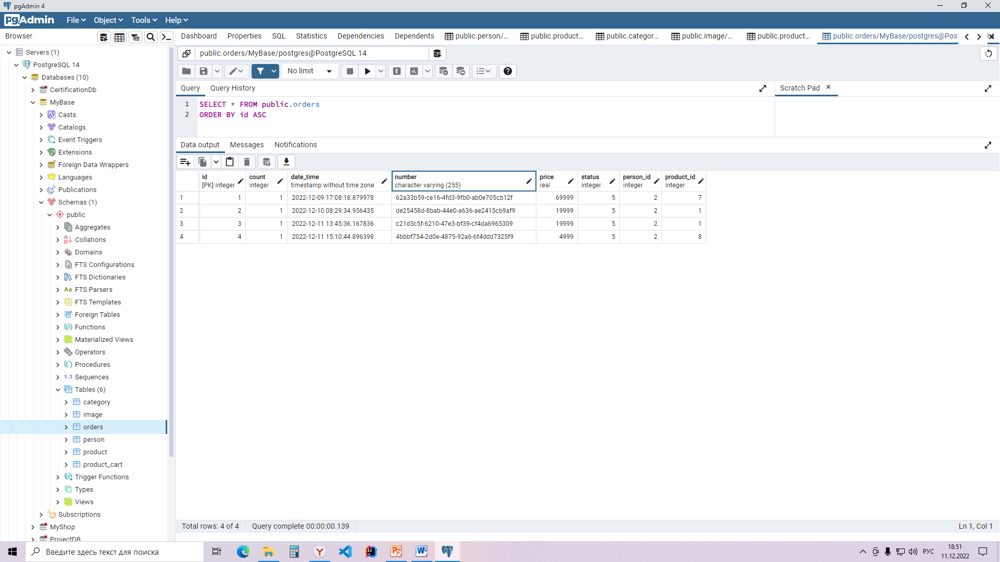 pgAdmin 4
pgAdmin File Object Tools Help
Browser
Dashboard Properties SQL Statistics Dependencies Dependents public.person/... public.product... public.categor... public.image/... public.product... public.orders/MyBase/postgres@Post
Servers (1)
PostgreSQL 14
Databases (10)
CertificationDb
MyBase
Casts
Catalogs
Event Triggers
Extensions
Foreign Data Wrappers
Languages
Publications
Schemas (1)
public
Aggregates
Collations
Domains
FTS Configurations
FTS Dictionaries
Aa FTS Parsers
FTS Templates
Foreign Tables
Functions
Materialized Views
Operators
Procedures
1..3 Sequences
Tables (6)
category
image
orders
person
product
product_cart
Trigger Functions
Types
Views
Subscriptions
MyShop
ProjectDB
public.orders/MyBase/postgres@PostgreSQL 14
No limit
E
Query Query History
Scratch Pad
1 SELECT * FROM public.orders
2 ORDER BY id ASC
Data output Messages Notifications
id count date_time number price status person_id product_id
[PK] integer integer timestamp without time zone character varying (255) real integer integer integer
1 1 1 2022-12-09 17:08:18.879978 62a33b59-ce16-4fd3-9fb0-ab0e705cb12f 69999 5 2 7
2 2 1 2022-12-10 08:29:34.956435 de25458d-8bab-44e0-a636-ae2415cb9af9 19999 5 2 1
3 3 1 2022-12-11 13:45:36.167836 c21d3c5f-6210-47e3-bf39-cf4da6965309 19999 5 2 1
4 4 1 2022-12-11 15:10:44.896398 4bbbf754-2d0e-4875-92a6-6f4ddd7325f9 4999 5 2 8
Total rows: 4 of 4 Query complete 00:00:00.139
Ln 1, Col 1
Введите здесь текст для поиска
РУС
18:51
11.12.2022